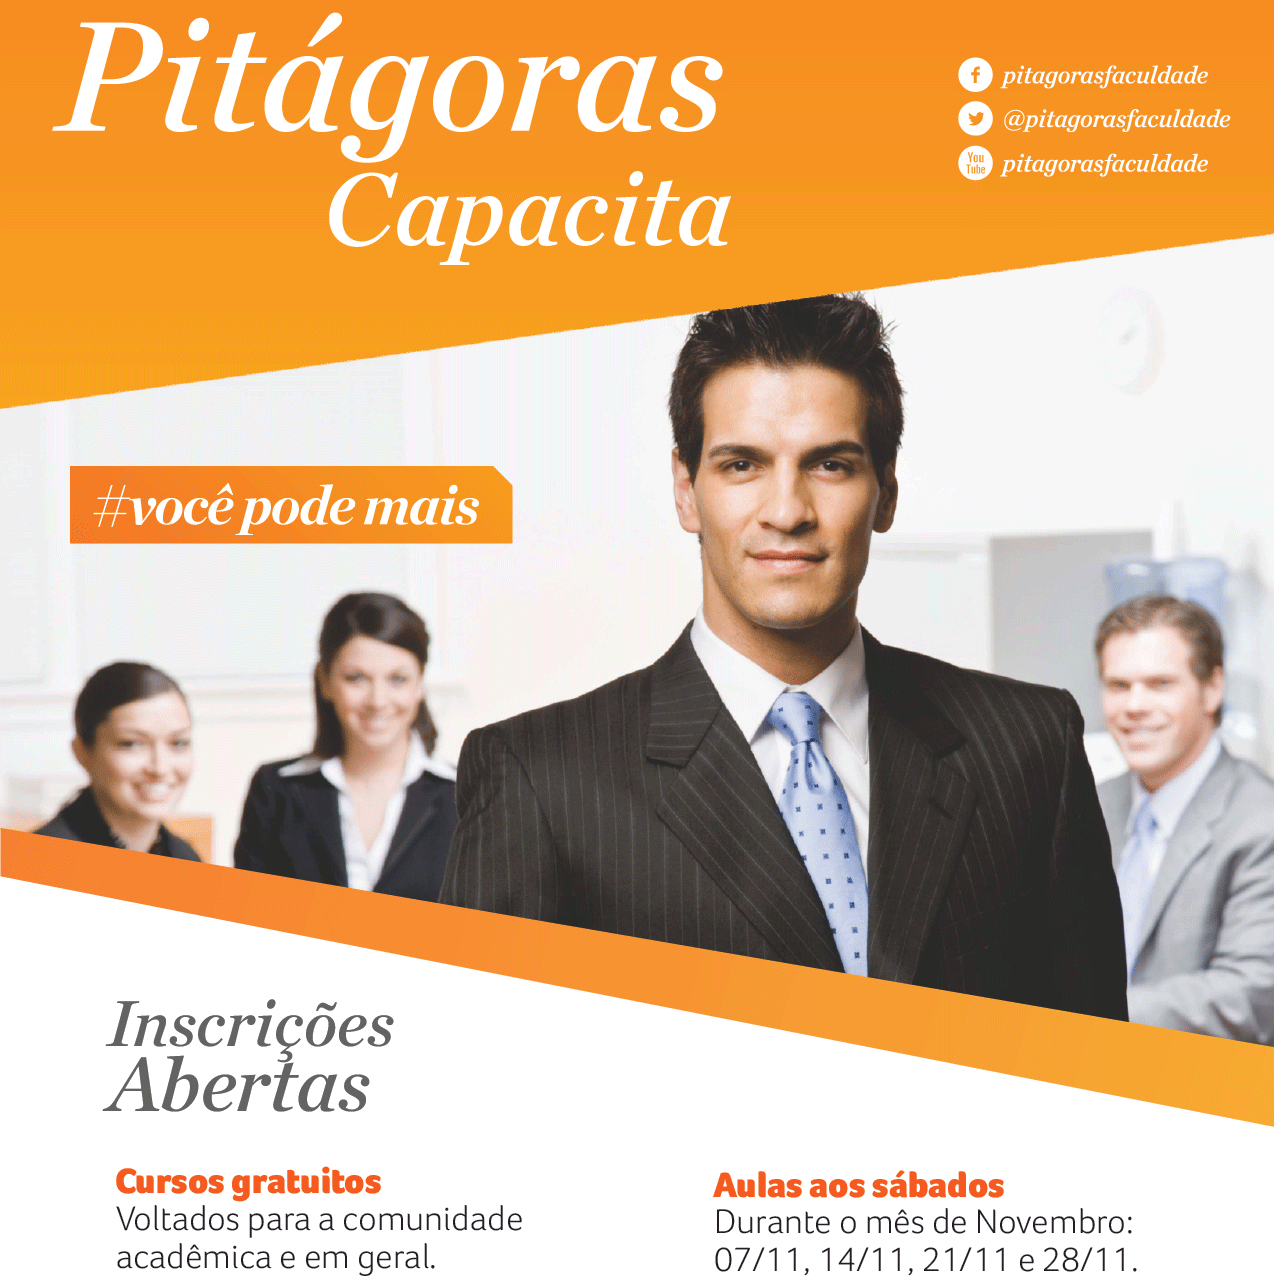 Pitágoras
Capacita
pitagorasfaculdade
@pitagorasfaculdade
You
Tube
pitagorasfaculdade
#você pode mais
Inscrições
Abertas
Cursos gratuitos
Voltados para a comunidade
acadêmica e em geral.
Aulas aos sábados
Durante o mês de Novembro:
07/11, 14/11, 21/11 e 28/11.